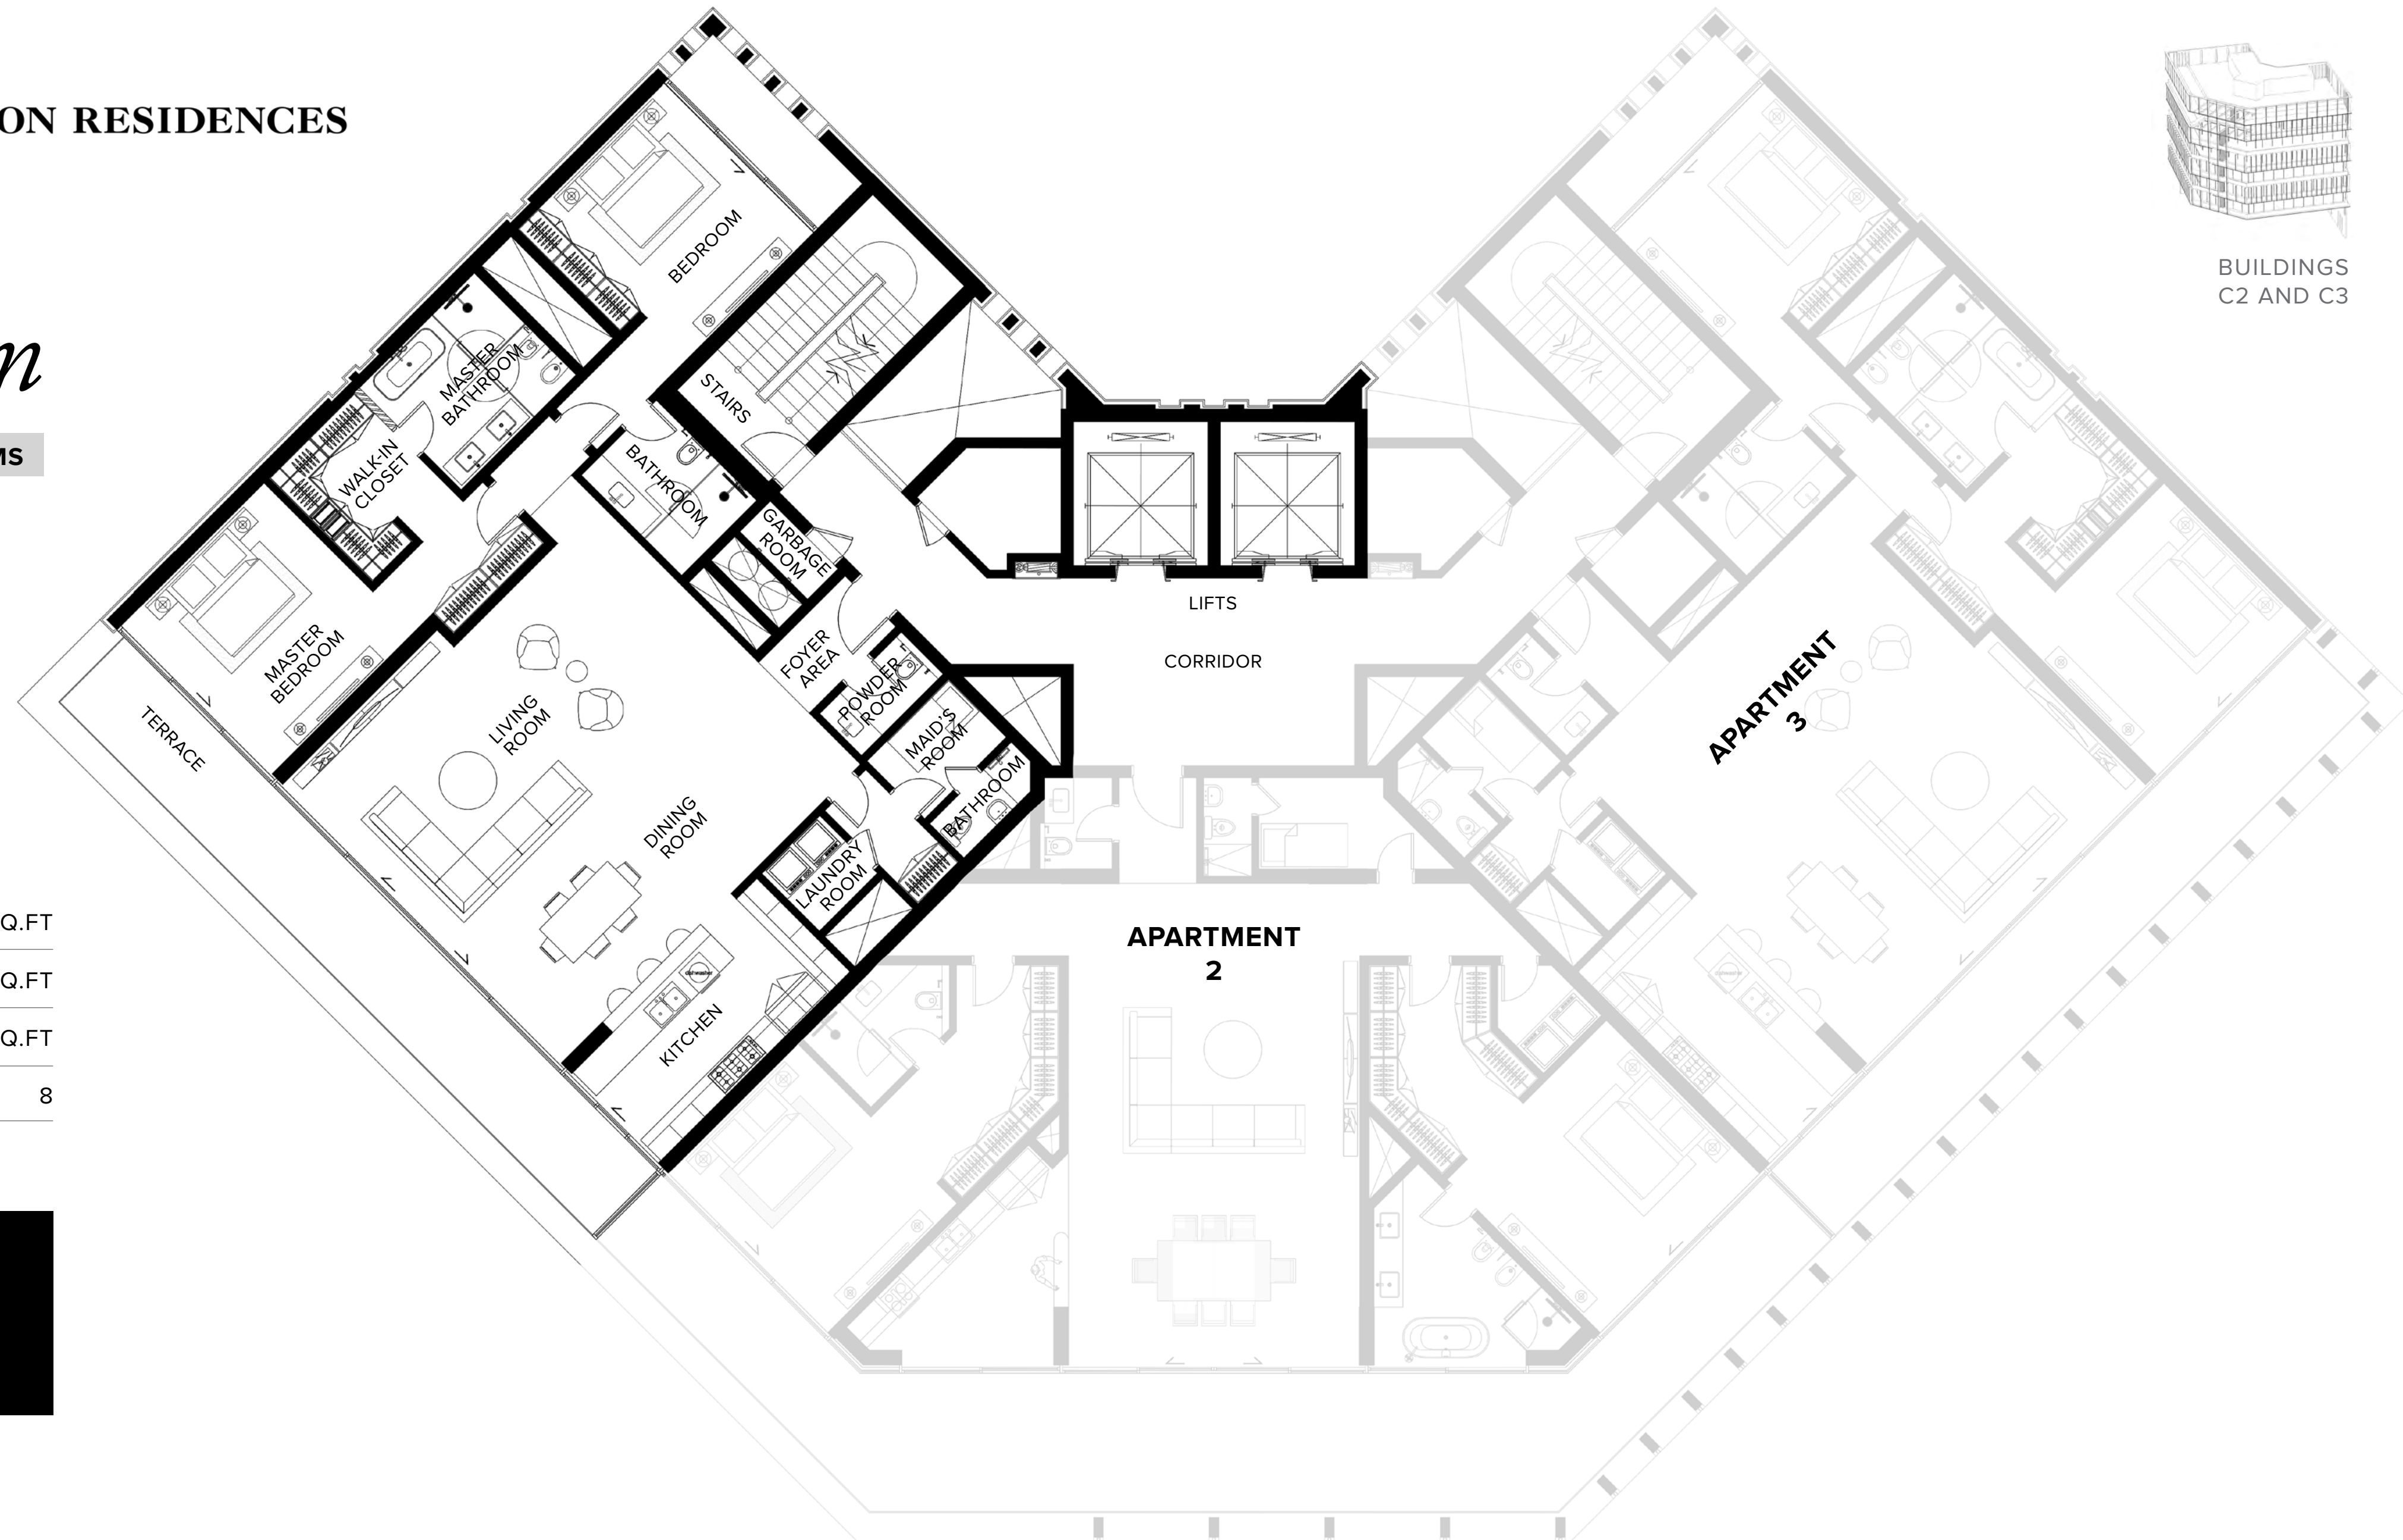 ON RESIDENCES
n
MS
Q.FT
Q.FT
Q.FT
8
BUILDINGS
C2 AND C3
BEDROOM
MASTER
BATHROOM
STAIRS
WALK-IN
CLOSET
BATHROOM
GARBAGE
ROOM
MASTER
BEDROOM
FOYER
AREA
POWDER
ROOM
MAID'S
ROOM
BATHROOM
LIVING
ROOM
TERRACE
DINING
ROOM
LAUNDRY
ROOM
dishwasher
KITCHEN
LIFTS
CORRIDOR
APARTMENT
2
APARTMENT
3